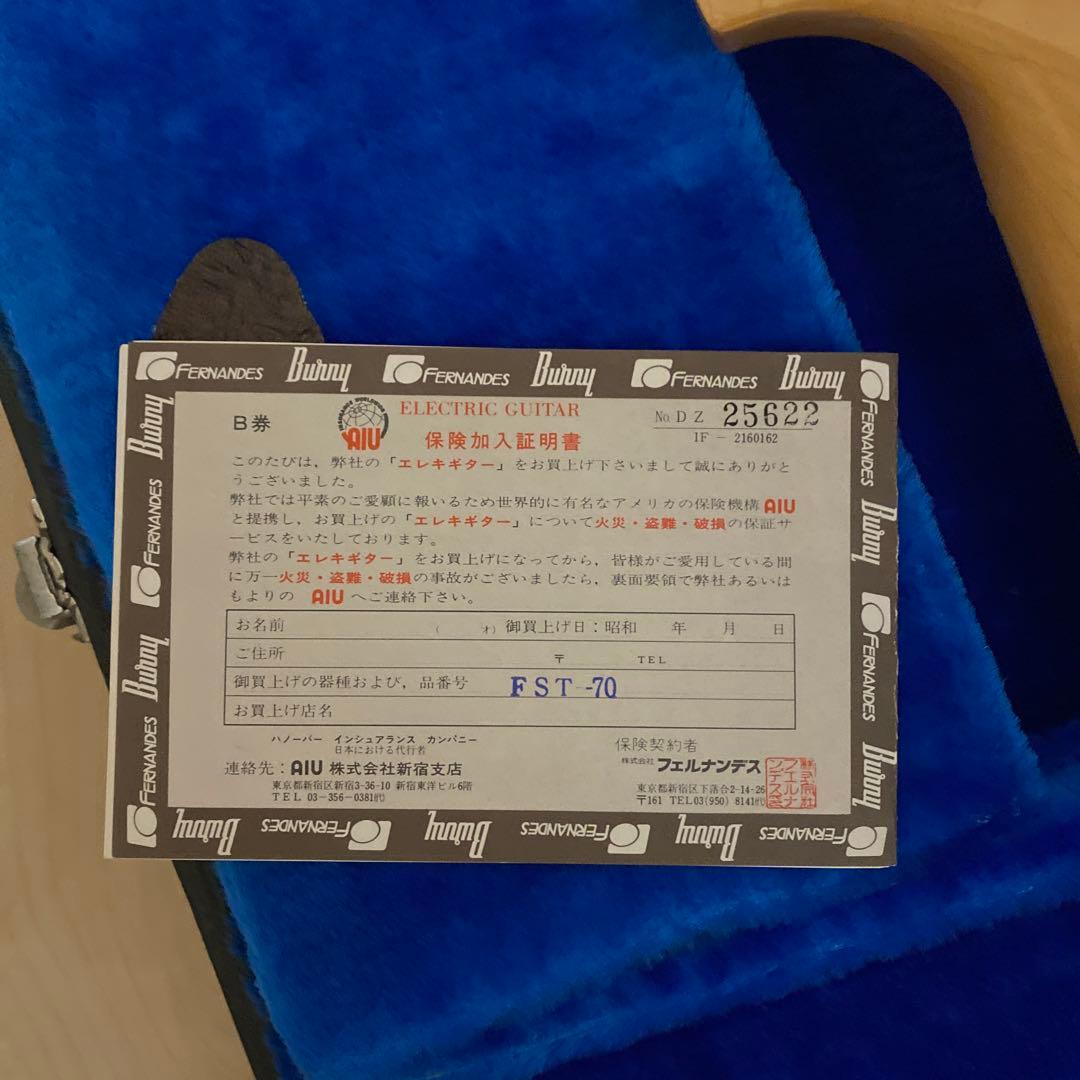 FERNANDES Burny FERNANDES Burny FERNANDES Burny
FERNANDES Burny FERNANDES Burny
Burny FERNANDES Burny FERNANDES
B券
AIU
ELECTRIC GUITAR
保険加入証明書
No. DZ 25622
IF - 2160162
このたびは，弊社の「エレキギター」をお買上げ下さいまして誠にありがと
うございました。
弊社では平素のご愛顧に報いるため世界的に有名なアメリカの保険機構AIU
と提携し，お買上げの「エレキギター」について火災・盗難・破損の保証サ
ービスをいたしております。
弊社の「エレキギター」をお買上げになってから，皆様がご愛用している間
に万一火災・盗難・破損の事故がございましたら，裏面要領で弊社あるいは
もよりの AIU へご連絡下さい。
お名前 （ 才）御買上げ日：昭和 年 月 日
ご住所 〒 TEL
御買上げの器種および，品番号 FST-70
お買上げ店名
ハノーバー インシュアランス カンパニー
日本における代行者
連絡先：AIU 株式会社新宿支店
東京都新宿区新宿3-36-10 新宿東洋ビル6階
TEL 03-356-0381㈹
保険契約者
株式会社 フェルナンデス
東京都新宿区下落合2-14-26
〒161 TEL03(950)8141㈹
FERNANDES Burny FERNANDES Burny FERNANDES Burny